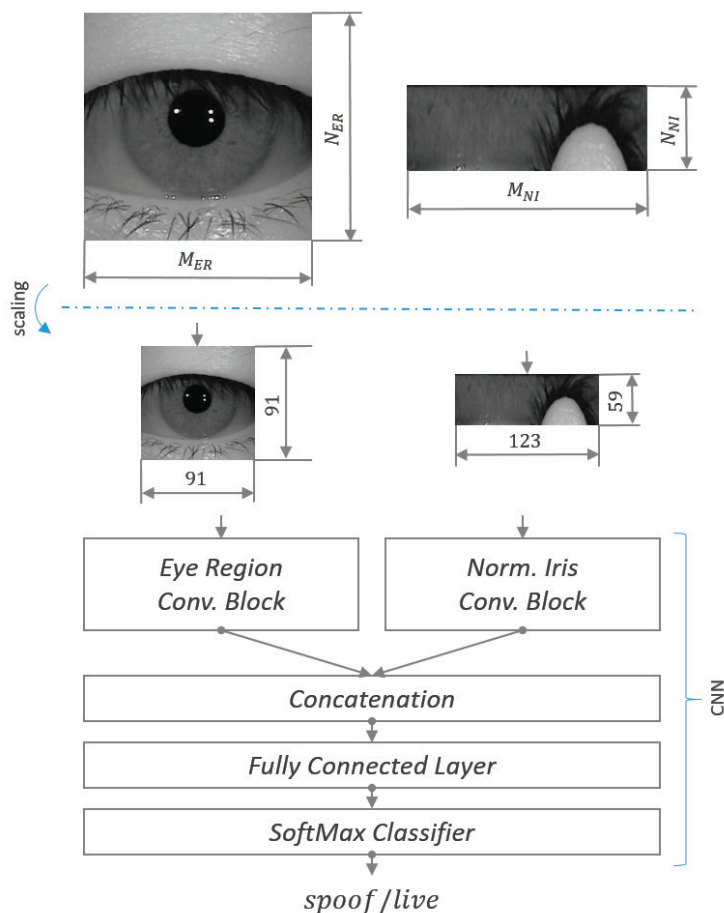 N_ER
M_ER
N_NI
M_NI
scaling
91
91
59
123
Eye Region
Conv. Block
Norm. Iris
Conv. Block
Concatenation
Fully Connected Layer
SoftMax Classifier
CNN
spoof/live